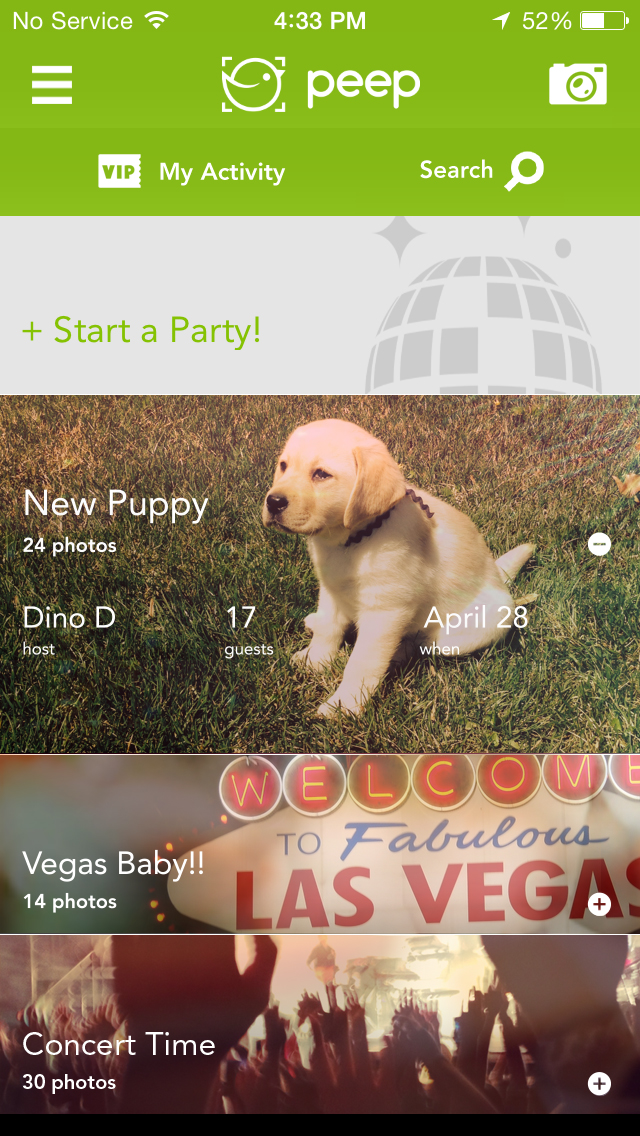 No Service 4:33 PM 52%
peep
VIP My Activity Search
+ Start a Party!
New Puppy
24 photos
Dino D 17 April 28
host guests when
WELCOME
TO Fabulous
LAS VEGAS
Vegas Baby!!
14 photos
Concert Time
30 photos